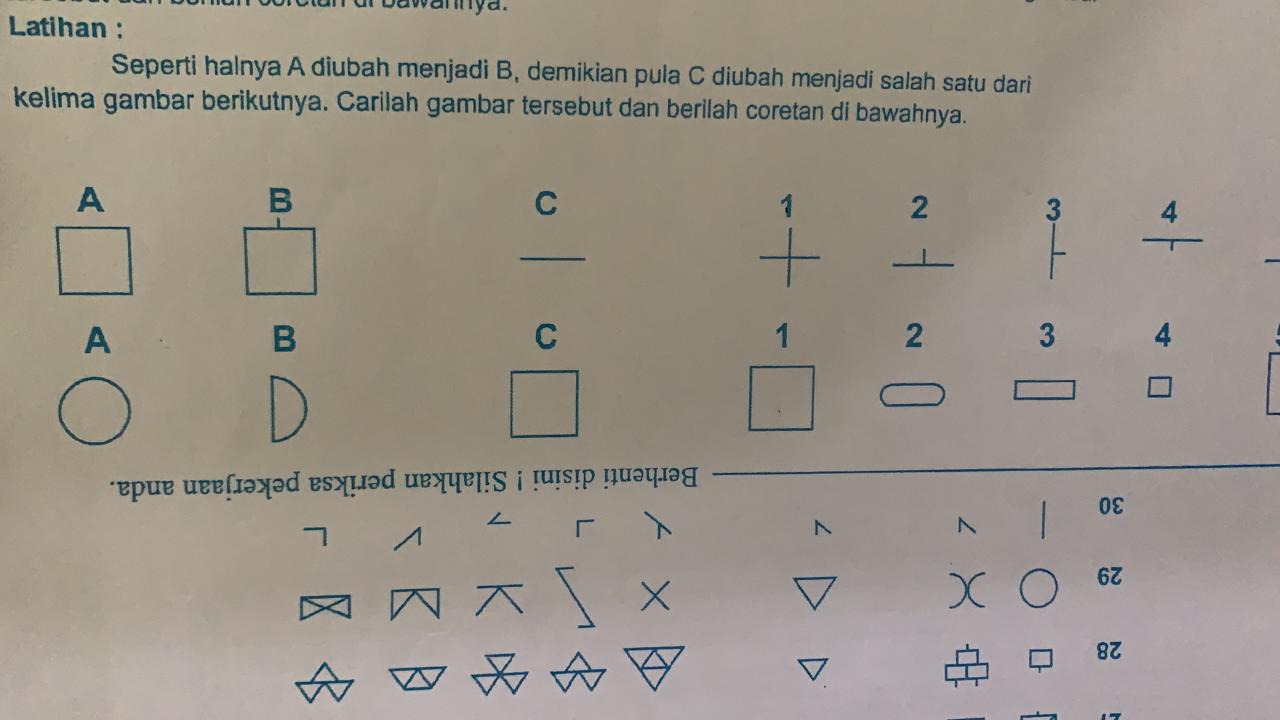 bawahnya.
Latihan :
Seperti halnya A diubah menjadi B, demikian pula C diubah menjadi salah satu dari
kelima gambar berikutnya. Carilah gambar tersebut dan berilah coretan di bawahnya.
A B C 1 2 3 4
A B C 1 2 3 4
Berhenti disini ! Silahkan periksa pekerjaan anda.
30
29
28
27